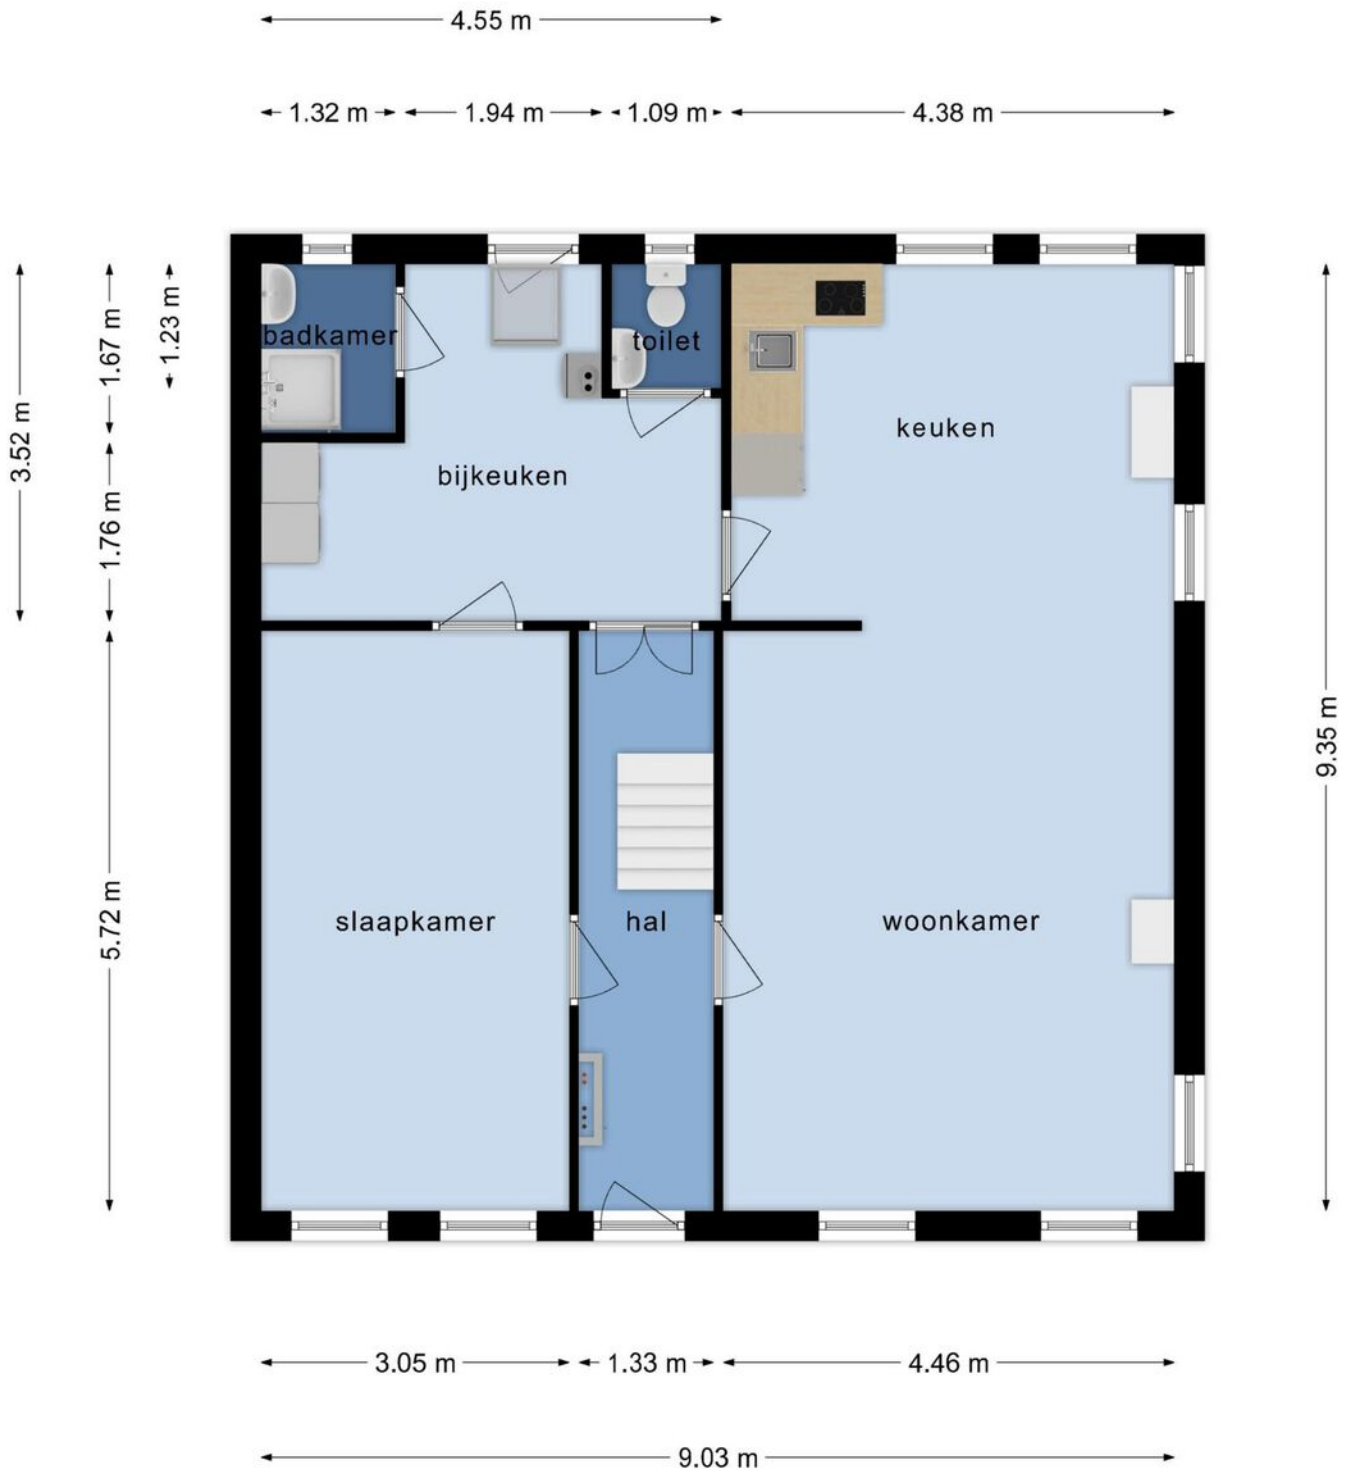 4.55 m
1.32 m
1.94 m
1.09 m
4.38 m
3.52 m
1.67 m
1.23 m
badkamer
toilet
keuken
bijkeuken
1.76 m
9.35 m
5.72 m
slaapkamer
hal
woonkamer
3.05 m
1.33 m
4.46 m
9.03 m